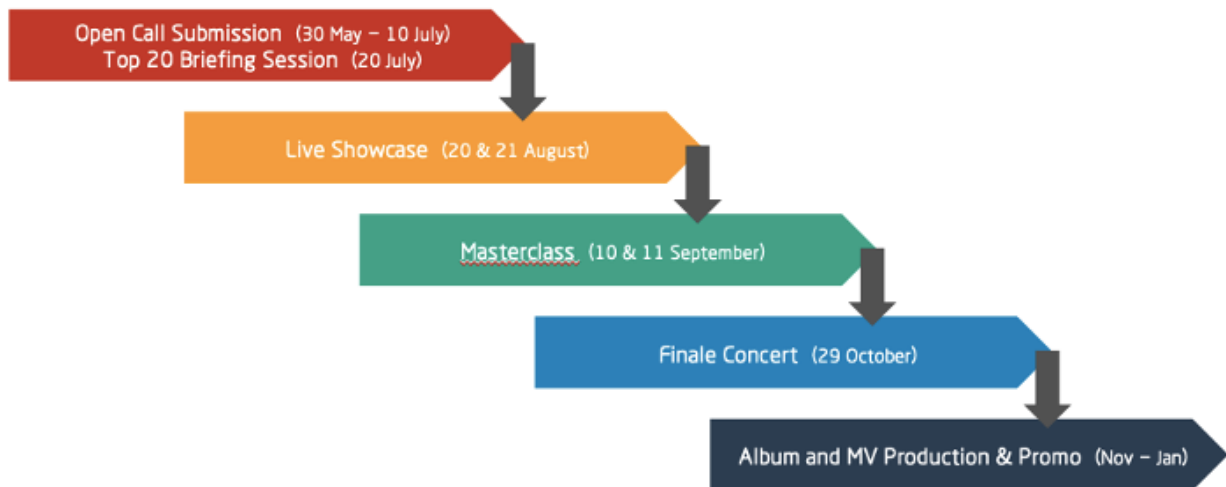 Open Call Submission (30 May – 10 July)
Top 20 Briefing Session (20 July)
Live Showcase (20 & 21 August)
Masterclass (10 & 11 September)
Finale Concert (29 October)
Album and MV Production & Promo (Nov – Jan)